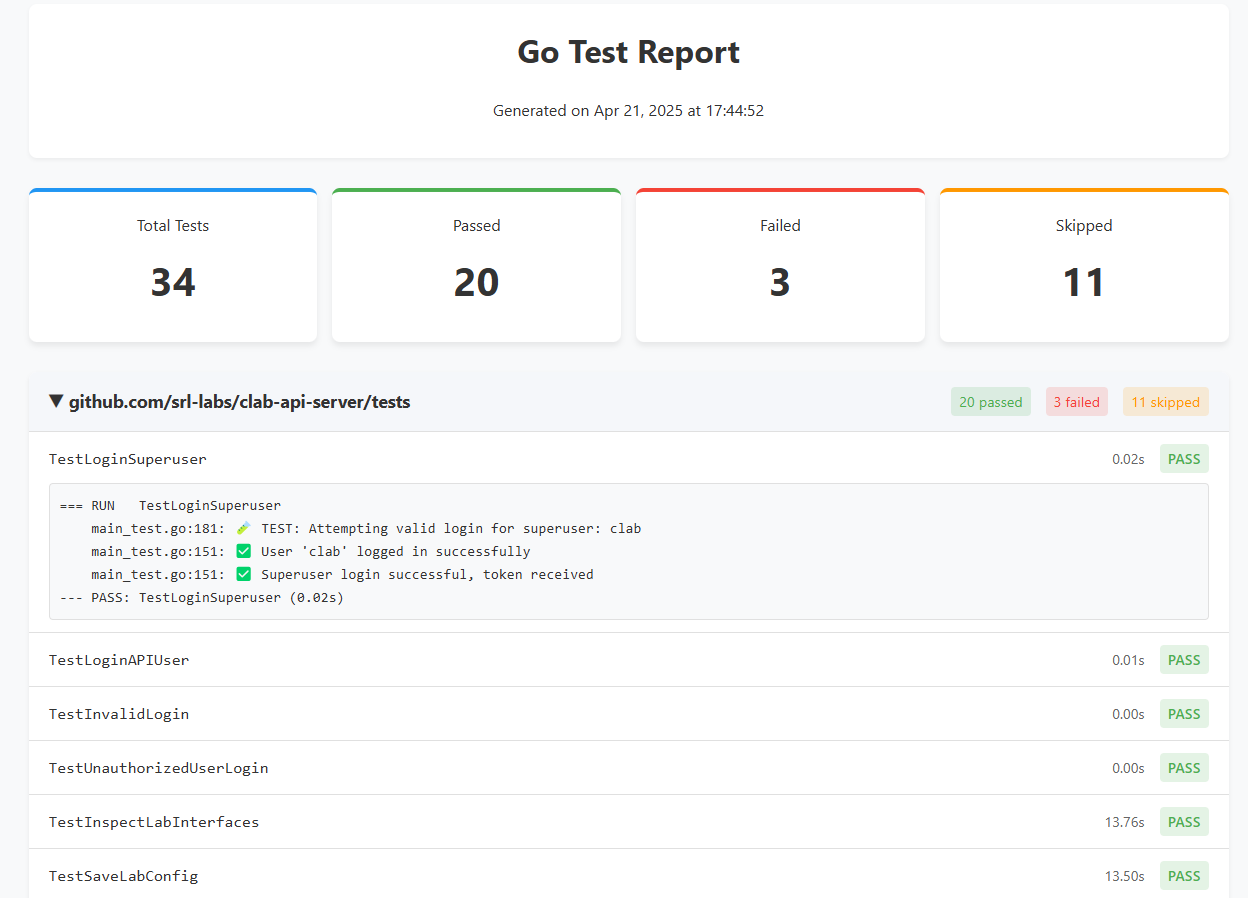 Go Test Report
Generated on Apr 21, 2025 at 17:44:52
Total Tests
34
Passed
20
Failed
3
Skipped
11
▼ github.com/srl-labs/clab-api-server/tests 20 passed 3 failed 11 skipped
TestLoginSuperuser 0.02s PASS
=== RUN   TestLoginSuperuser
    main_test.go:181: 🧪 TEST: Attempting valid login for superuser: clab
    main_test.go:151: ✅ User 'clab' logged in successfully
    main_test.go:151: ✅ Superuser login successful, token received
--- PASS: TestLoginSuperuser (0.02s)
TestLoginAPIUser 0.01s PASS
TestInvalidLogin 0.00s PASS
TestUnauthorizedUserLogin 0.00s PASS
TestInspectLabInterfaces 13.76s PASS
TestSaveLabConfig 13.50s PASS